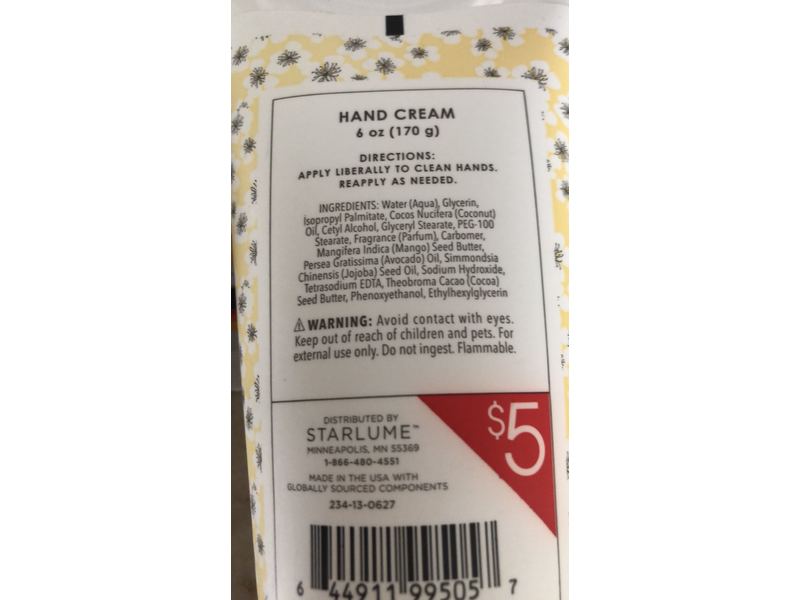 HAND CREAM
6 oz (170 g)
DIRECTIONS:
APPLY LIBERALLY TO CLEAN HANDS.
REAPPLY AS NEEDED.
INGREDIENTS: Water (Aqua), Glycerin,
Isopropyl Palmitate, Cocos Nucifera (Coconut)
Oil, Cetyl Alcohol, Glyceryl Stearate, PEG-100
Stearate, Fragrance (Parfum), Carbomer,
Mangifera Indica (Mango) Seed Butter,
Persea Gratissima (Avocado) Oil, Simmondsia
Chinensis (Jojoba) Seed Oil, Sodium Hydroxide,
Tetrasodium EDTA, Theobroma Cacao (Cocoa)
Seed Butter, Phenoxyethanol, Ethylhexylglycerin
⚠ WARNING: Avoid contact with eyes.
Keep out of reach of children and pets. For
external use only. Do not ingest. Flammable.
$5
DISTRIBUTED BY
STARLUME™
MINNEAPOLIS, MN 55369
1-866-480-4551
MADE IN THE USA WITH
GLOBALLY SOURCED COMPONENTS
234-13-0627
6 44911 99505 7